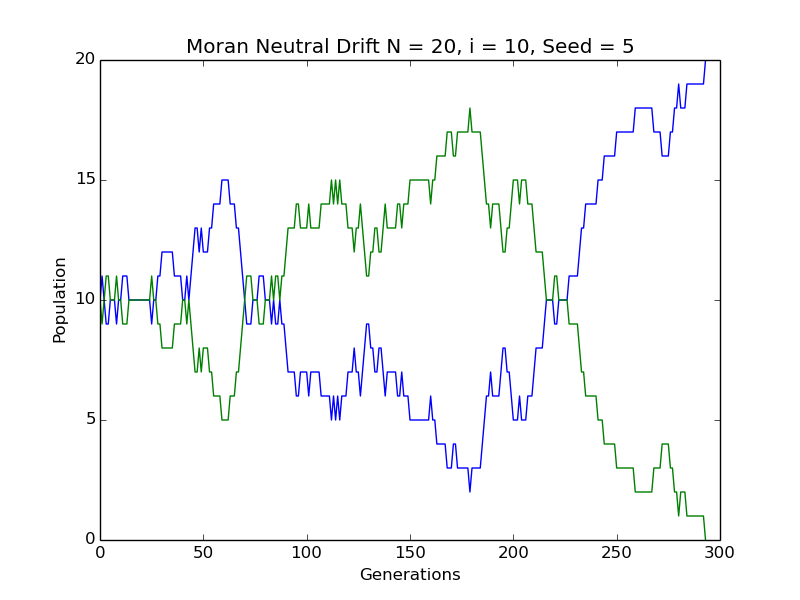 Moran Neutral Drift N = 20, i = 10, Seed = 5
20
15
10
5
0
Population
0 50 100 150 200 250 300
Generations